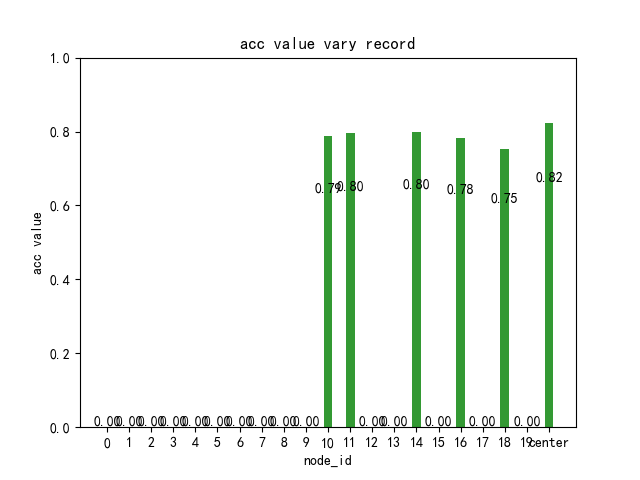 acc value vary record
1.0
0.8
0.6
0.4
0.2
0.0
acc value
0.79 0.80 0.80 0.78 0.75 0.82
0.00 0.00 0.00 0.00 0.00 0.00 0.00 0.00 0.00 0.00 0.00 0.00 0.00 0.00 0.00
0 1 2 3 4 5 6 7 8 9 10 11 12 13 14 15 16 17 18 19 center
node_id